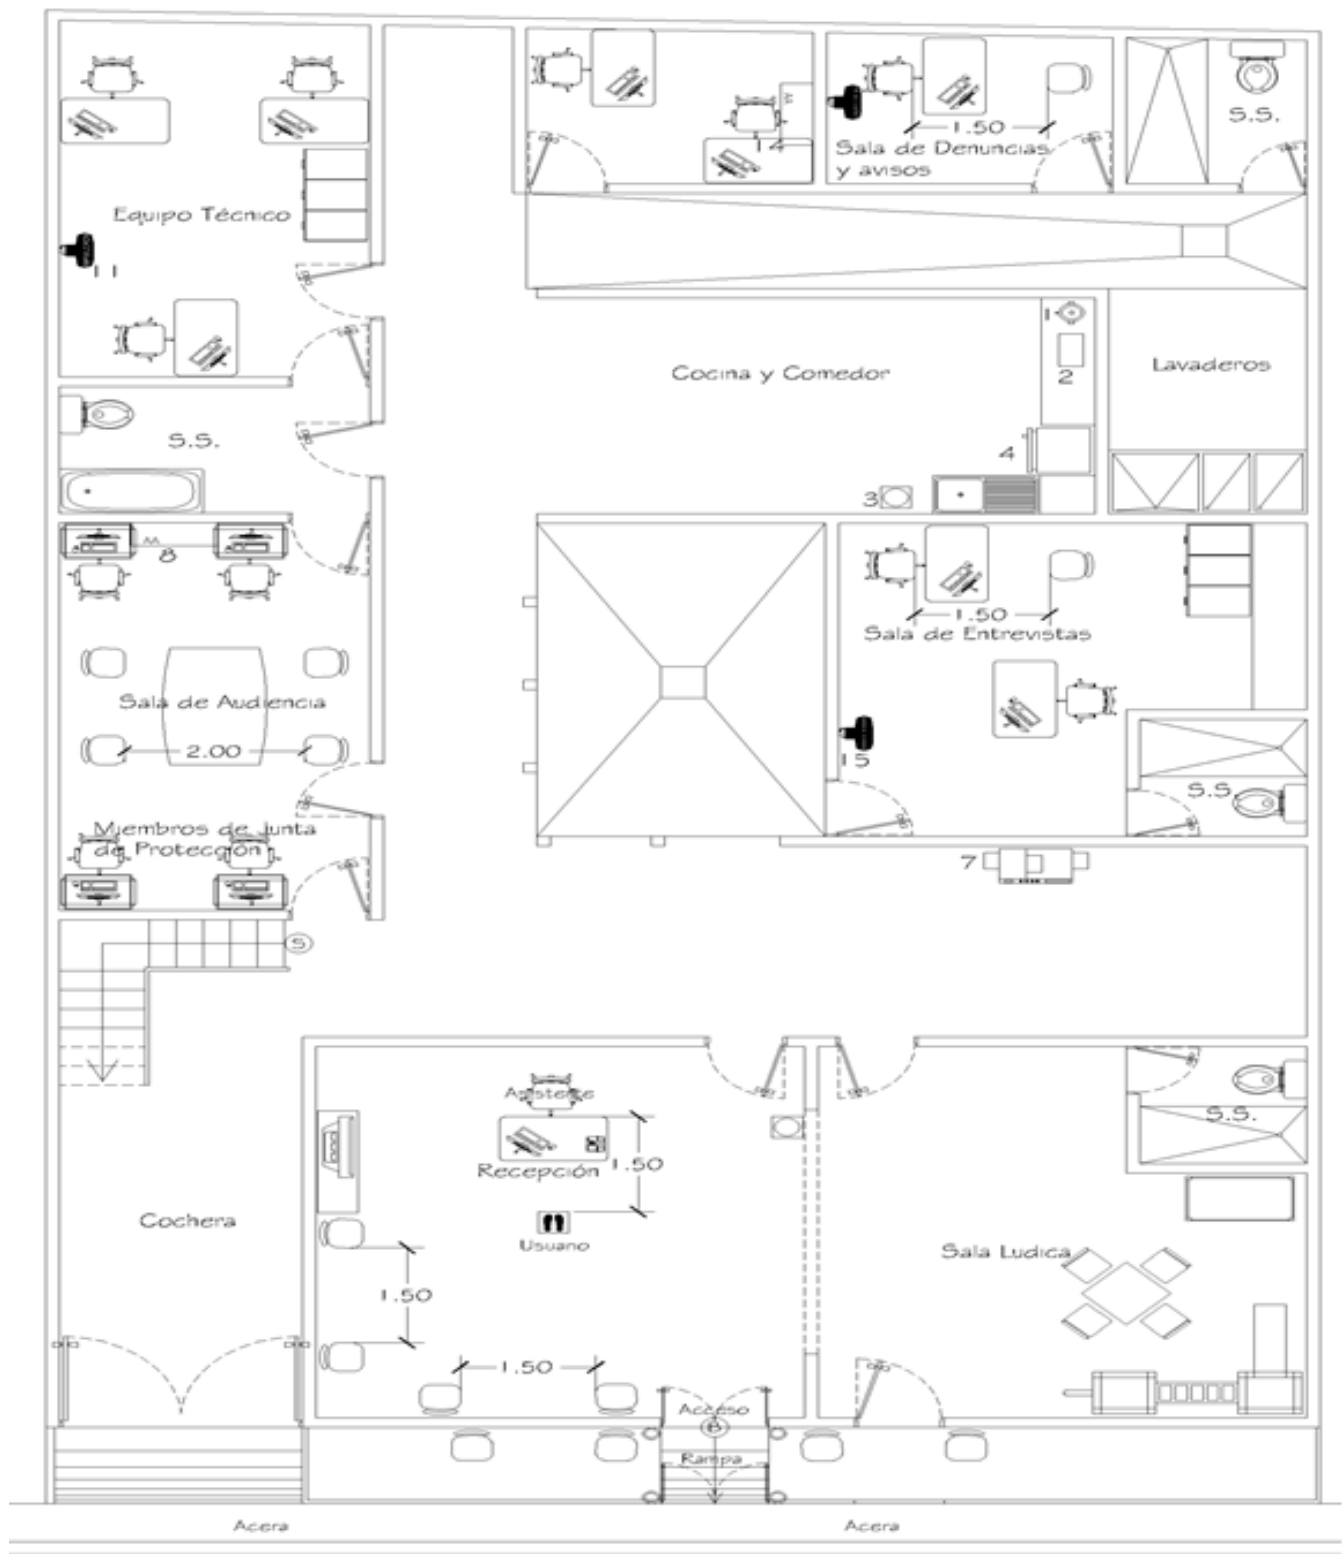 S.S.
1.50
14
Sala de Denuncias
y avisos
Equipo Técnico
11
1
Cocina y Comedor
2
Lavaderos
S.S.
4
3
8
1.50
Sala de Entrevistas
Sala de Audiencia
2.00
15
S.S.
Miembros de Junta
de Protección
7
S
Asistente
S.S.
Recepción
1.50
Cochera
Usuario
Sala Ludica
1.50
1.50
Acceso
B
Rampa
Acera
Acera